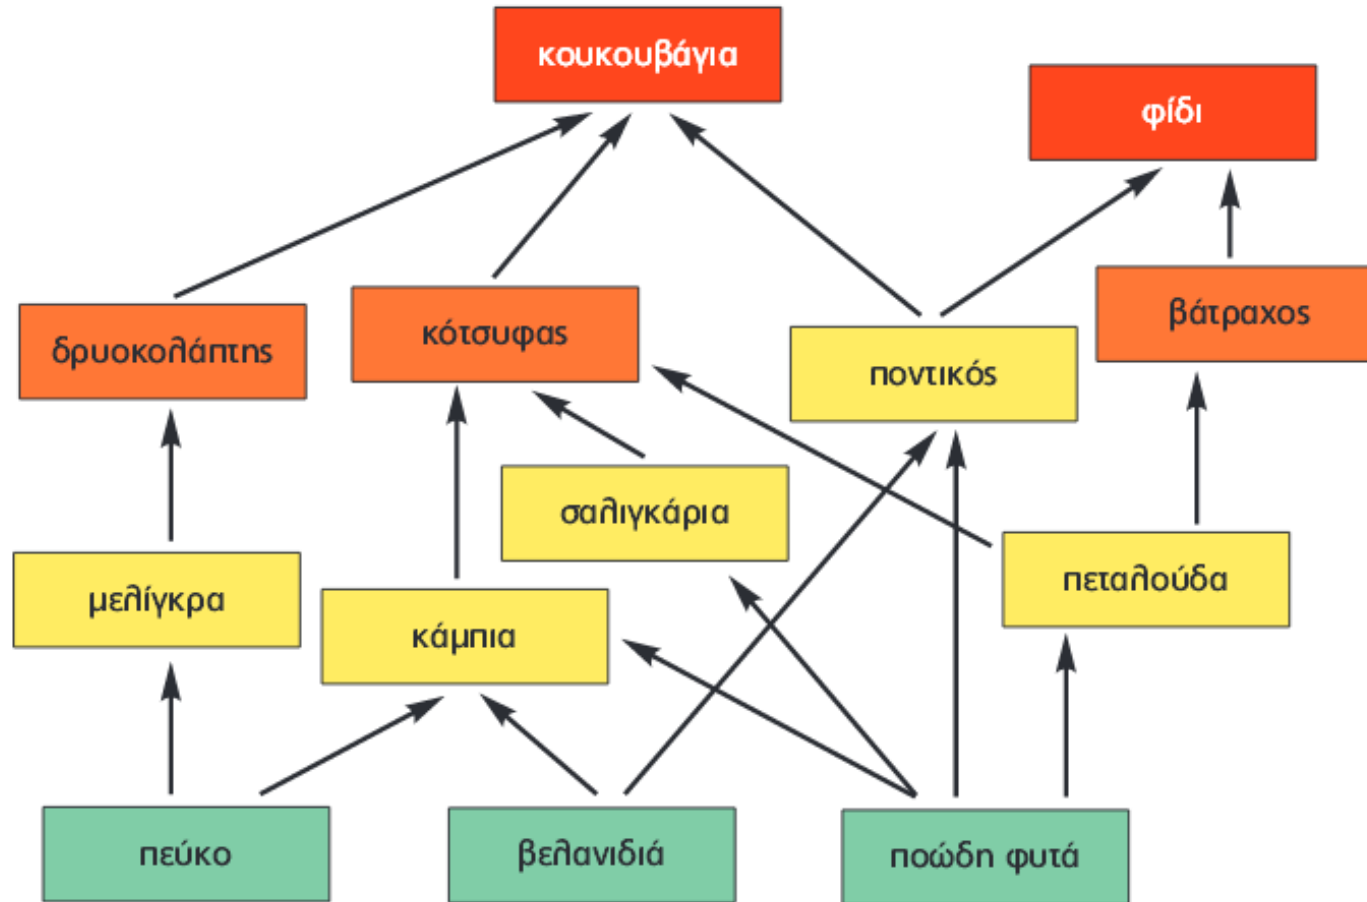 κουκουβάγια
φίδι
δρυοκολάπτης
κότσυφας
ποντικός
βάτραχος
σαλιγκάρια
μελίγκρα
κάμπια
πεταλούδα
πεύκο
βελανιδιά
ποώδη φυτά